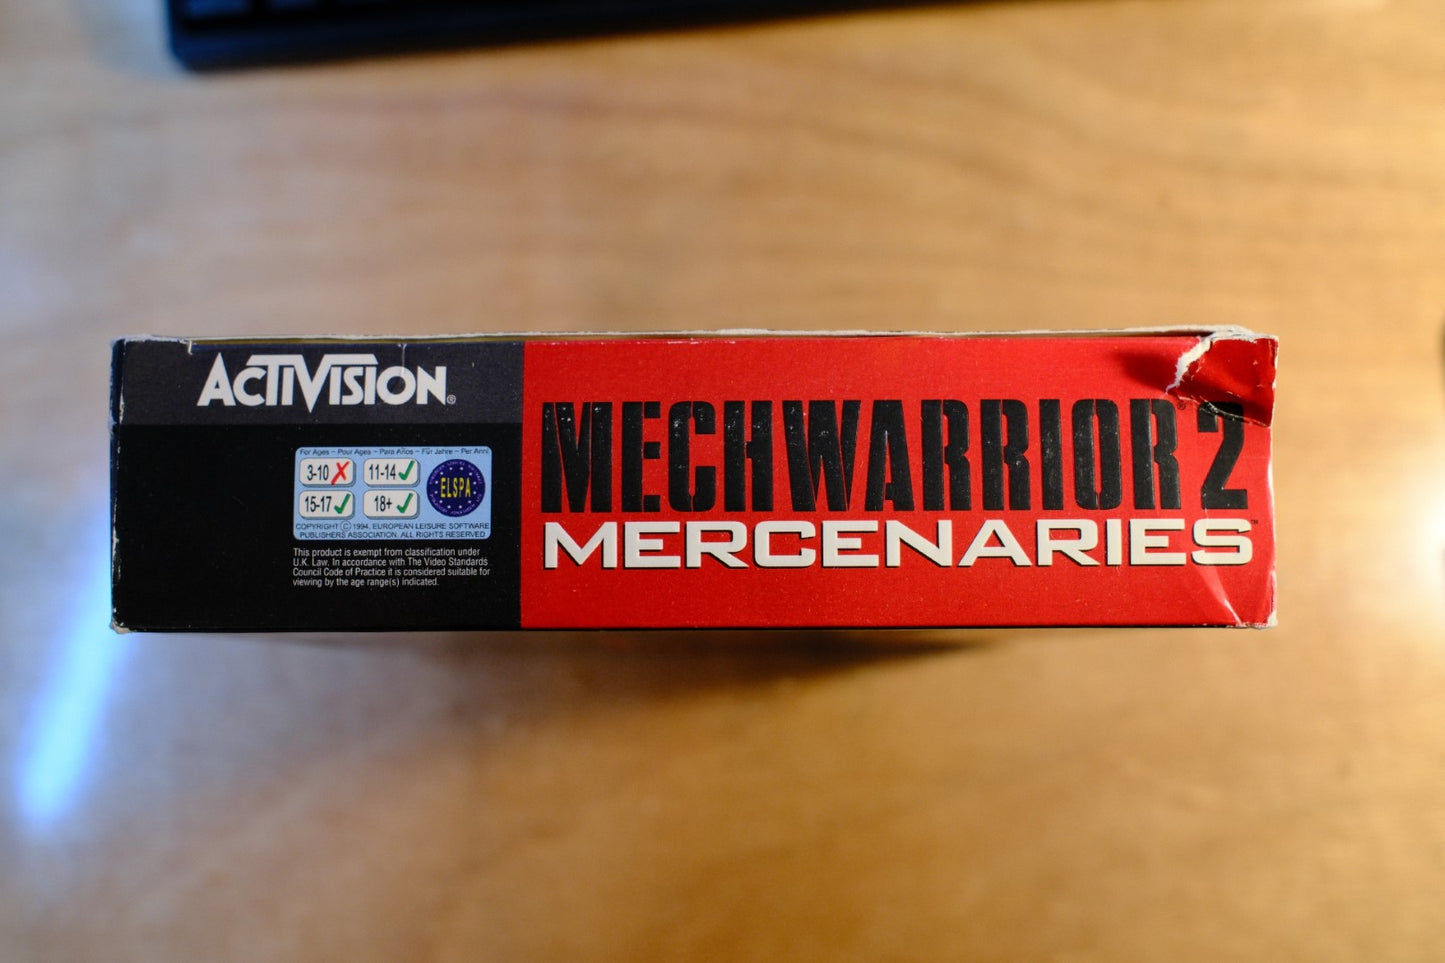 ACTIVISION®
For Ages ~ Pour Ages ~ Para Años ~ Für Jahre ~ Per Anni
3-10 11-14
15-17 18+
ELSPA
COPYRIGHT © 1994, EUROPEAN LEISURE SOFTWARE
PUBLISHERS ASSOCIATION. ALL RIGHTS RESERVED
This product is exempt from classification under
U.K. Law. In accordance with The Video Standards
Council Code of Practice it is considered suitable for
viewing by the age range(s) indicated.
MECHWARRIOR® 2
MERCENARIES™